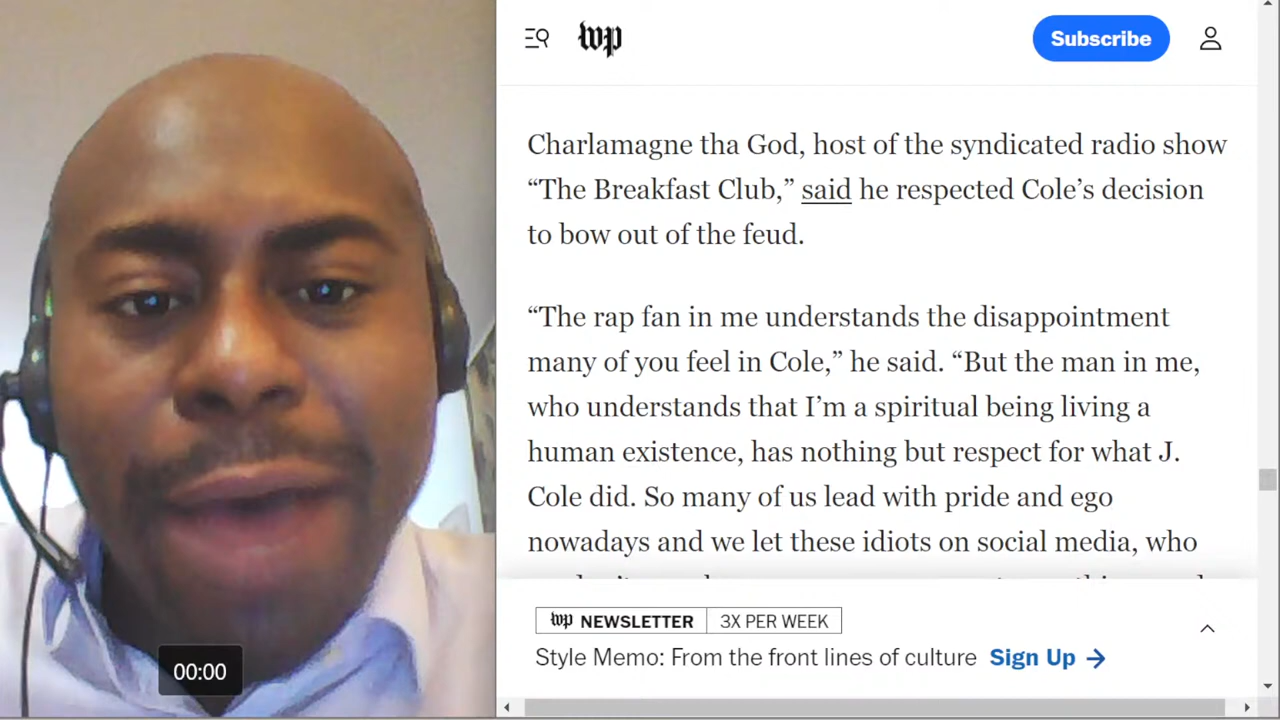 wp
Subscribe
Charlamagne tha God, host of the syndicated radio show
“The Breakfast Club,” said he respected Cole’s decision
to bow out of the feud.
“The rap fan in me understands the disappointment
many of you feel in Cole,” he said. “But the man in me,
who understands that I’m a spiritual being living a
human existence, has nothing but respect for what J.
Cole did. So many of us lead with pride and ego
nowadays and we let these idiots on social media, who
wp NEWSLETTER 3X PER WEEK
Style Memo: From the front lines of culture Sign Up →
00:00